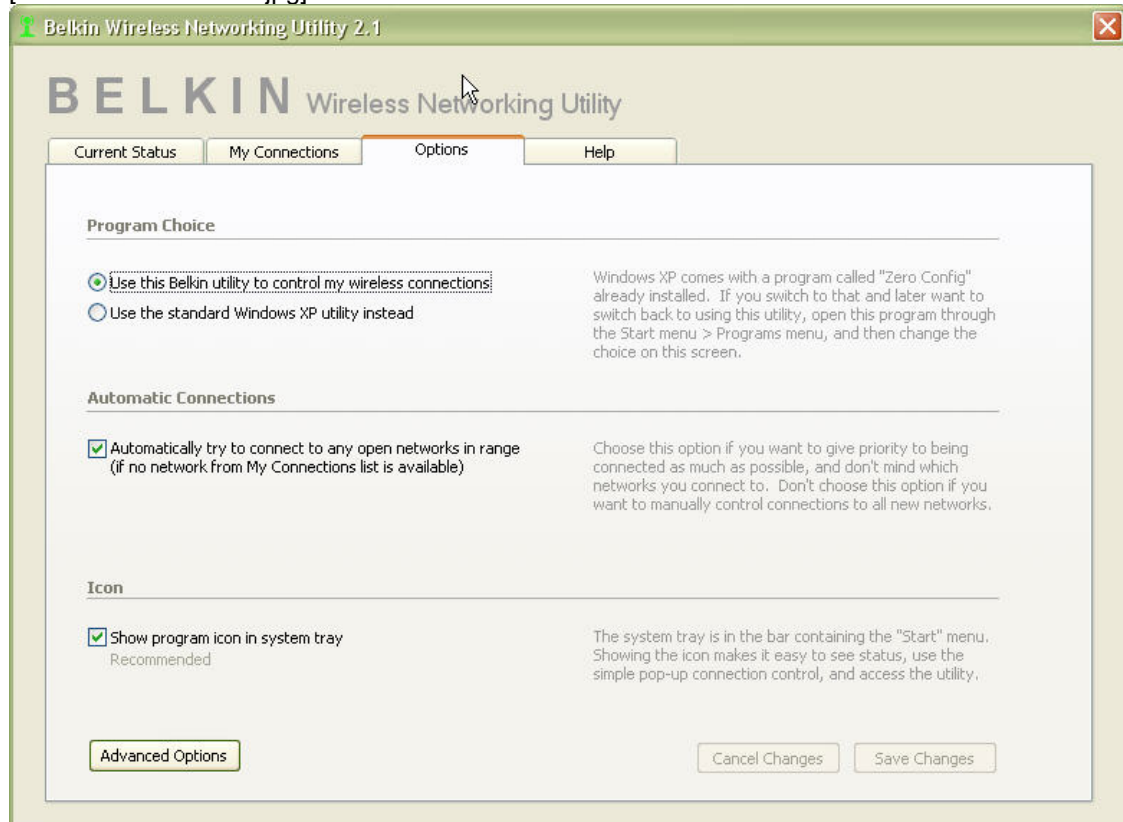 Belkin Wireless Networking Utility 2.1
BELKIN Wireless Networking Utility
Current Status My Connections Options Help
Program Choice
Use this Belkin utility to control my wireless connections
Use the standard Windows XP utility instead
Windows XP comes with a program called "Zero Config"
already installed. If you switch to that and later want to
switch back to using this utility, open this program through
the Start menu > Programs menu, and then change the
choice on this screen.
Automatic Connections
Automatically try to connect to any open networks in range
(if no network from My Connections list is available)
Choose this option if you want to give priority to being
connected as much as possible, and don't mind which
networks you connect to. Don't choose this option if you
want to manually control connections to all new networks.
Icon
Show program icon in system tray
Recommended
The system tray is in the bar containing the "Start" menu.
Showing the icon makes it easy to see status, use the
simple pop-up connection control, and access the utility.
Advanced Options Cancel Changes Save Changes